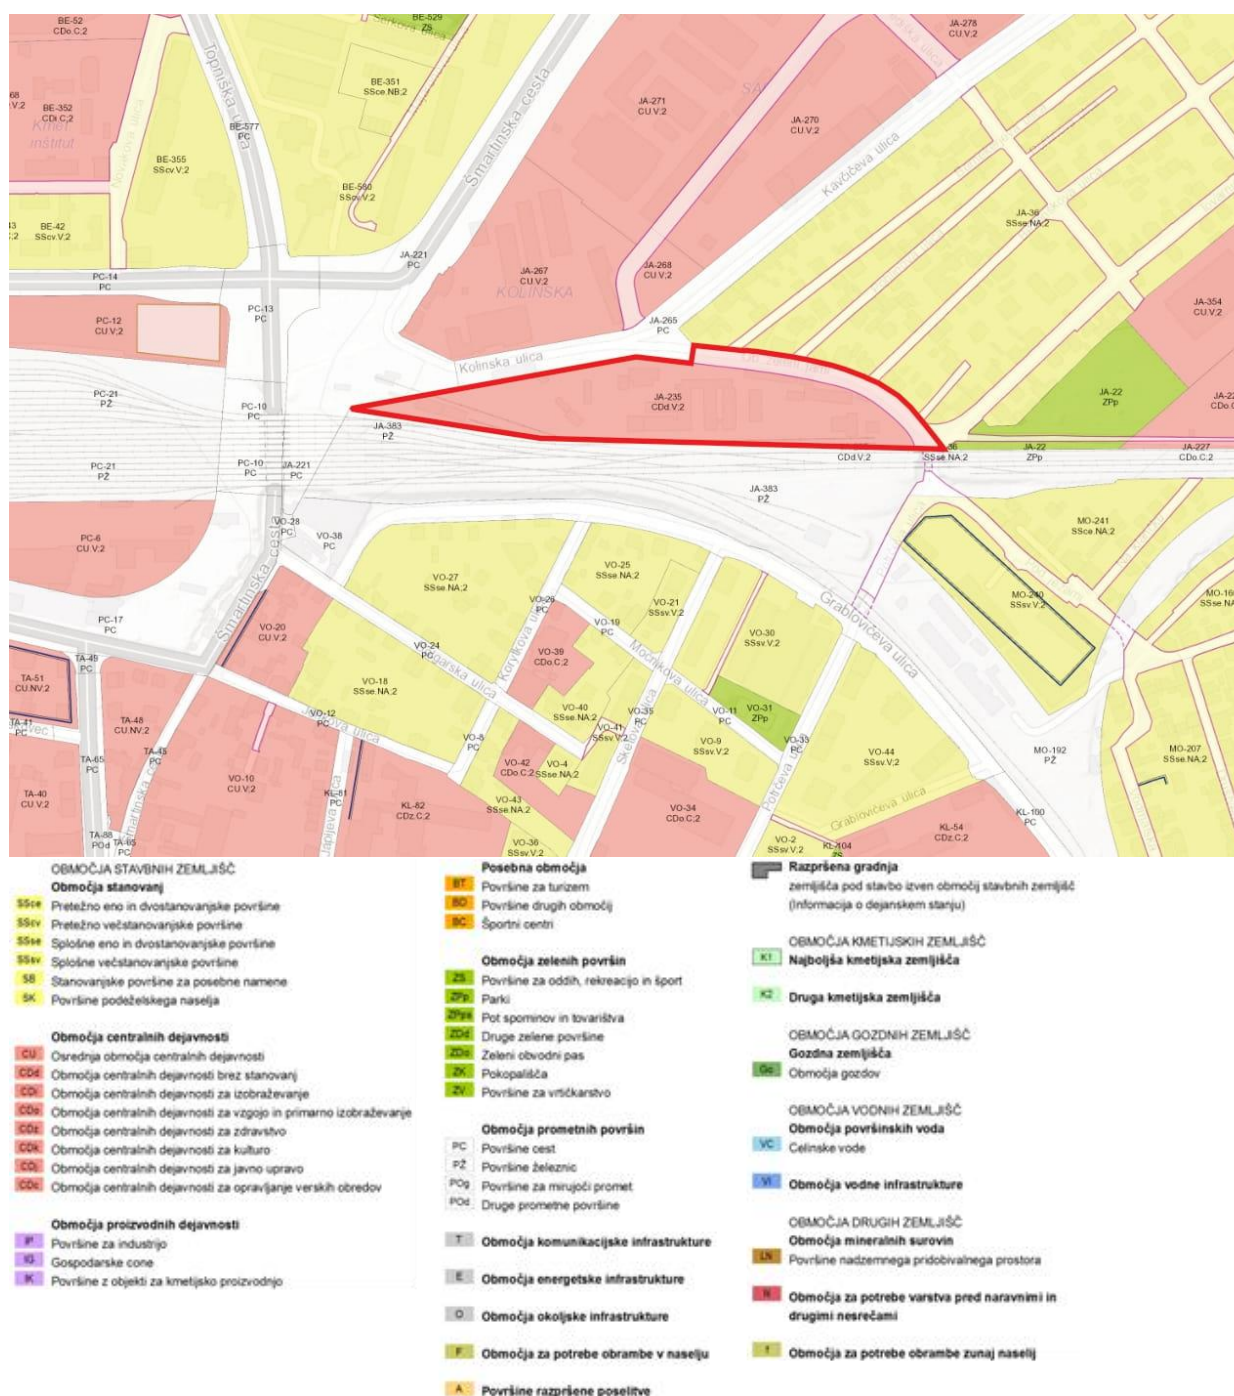 BE-52
CDo.C;2
BE-529
ZS
Topniška ulica
BE-351
SSce.NB;2
Šmartinska cesta
JA-278
CU.V;2
JA-271
CU.V;2
JA-270
CU.V;2
BE-352
CDi.C;2
inštitut
BE-577
PC
BE-355
SScv.V;2
BE-580
SScv.V;2
BE-42
SScv.V;2
Kavčičeva ulica
JA-36
SSse.NA;2
JA-221
PC
PC-14
PC
PC-13
PC
JA-267
CU.V;2
KOLINSKA
JA-268
CU.V;2
JA-265
PC
JA-354
CU.V;2
PC-12
CU.V;2
Kolinska ulica
PC-21
PŽ
PC-10
PC
JA-235
CDd.V;2
JA-22
ZPp
JA-383
PŽ
PC-21
PŽ
PC-10
PC
JA-221
PC
CDd.V;2
SSse.NA;2
JA-22
ZPp
JA-227
CDo.C;2
JA-383
PŽ
PC-6
CU.V;2
VO-28
PC
VO-38
PC
Šmartinska cesta
MO-241
SSce.NA;2
VO-27
SSse.NA;2
VO-25
SSse.NA;2
VO-21
SSsv.V;2
VO-26
PC
VO-19
PC
VO-30
SSsv.V;2
Grablovičeva ulica
MO-240
SSsv.V;2
PC-17
PC
VO-20
CU.V;2
VO-24
PC
Korytkova ulica
VO-39
CDo.C;2
Močnikova ulica
TA-49
PC
TA-51
CU.NV;2
VO-18
SSse.NA;2
VO-40
SSse.NA;2
VO-35
PC
VO-31
ZPp
VO-11
PC
TA-41
PC
TA-48
CU.NV;2
VO-12
PC
VO-8
PC
VO-41
SSsv.V;2
VO-9
SSsv.V;2
VO-33
PC
VO-44
SSsv.V;2
MO-192
PŽ
MO-207
SSse.NA;2
TA-65
PC
TA-45
PC
VO-10
CU.V;2
VO-42
CDo.C;2
VO-4
SSse.NA;2
TA-40
CU.V;2
KL-81
PC
KL-82
CDz.C;2
VO-43
SSse.NA;2
VO-34
CDo.C;2
Grablovičeva ulica
KL-54
CDz.C;2
KL-100
PC
TA-88
POd
TA-65
PC
VO-36
SSsv.V;2
VO-2
SSsv.V;2
KL-104
ZS
OBMOČJA STAVBNIH ZEMLJIŠČ
Območja stanovanj
SSce Pretežno eno in dvostanovanjske površine
SScv Pretežno večstanovanjske površine
SSse Splošne eno in dvostanovanjske površine
SSsv Splošne večstanovanjske površine
SB Stanovanjske površine za posebne namene
SK Površine podeželskega naselja
Območja centralnih dejavnosti
CU Osrednja območja centralnih dejavnosti
CDd Območja centralnih dejavnosti brez stanovanj
CDi Območja centralnih dejavnosti za izobraževanje
CDo Območja centralnih dejavnosti za vzgojo in primarno izobraževanje
CDz Območja centralnih dejavnosti za zdravstvo
CDk Območja centralnih dejavnosti za kulturo
CDj Območja centralnih dejavnosti za javno upravo
CDc Območja centralnih dejavnosti za opravljanje verskih obredov
Območja proizvodnih dejavnosti
IP Površine za industrijo
IG Gospodarske cone
IK Površine z objekti za kmetijsko proizvodnjo
Posebna območja
BT Površine za turizem
BD Površine drugih območij
BC Športni centri
Območja zelenih površin
ZS Površine za oddih, rekreacijo in šport
ZPp Parki
ZPps Pot spominov in tovarištva
ZDd Druge zelene površine
ZDo Zeleni obvodni pas
ZK Pokopališča
ZV Površine za vrtičkarstvo
Območja prometnih površin
PC Površine cest
PŽ Površine železnic
POg Površine za mirujoči promet
POd Druge prometne površine
T Območja komunikacijske infrastrukture
E Območja energetske infrastrukture
O Območja okoljske infrastrukture
F Območja za potrebe obrambe v naselju
A Površine razpršene poselitve
Razpršena gradnja
zemljišča pod stavbo izven območij stavbnih zemljišč
(Informacija o dejanskem stanju)
OBMOČJA KMETIJSKIH ZEMLJIŠČ
K1 Najboljša kmetijska zemljišča
K2 Druga kmetijska zemljišča
OBMOČJA GOZDNIH ZEMLJIŠČ
Gozdna zemljišča
Go Območja gozdov
OBMOČJA VODNIH ZEMLJIŠČ
Območja površinskih voda
VC Celinske vode
VI Območja vodne infrastrukture
OBMOČJA DRUGIH ZEMLJIŠČ
Območja mineralnih surovin
LN Površine nadzemnega pridobivalnega prostora
N Območja za potrebe varstva pred naravnimi in
drugimi nesrečami
f Območja za potrebe obrambe zunaj naselij